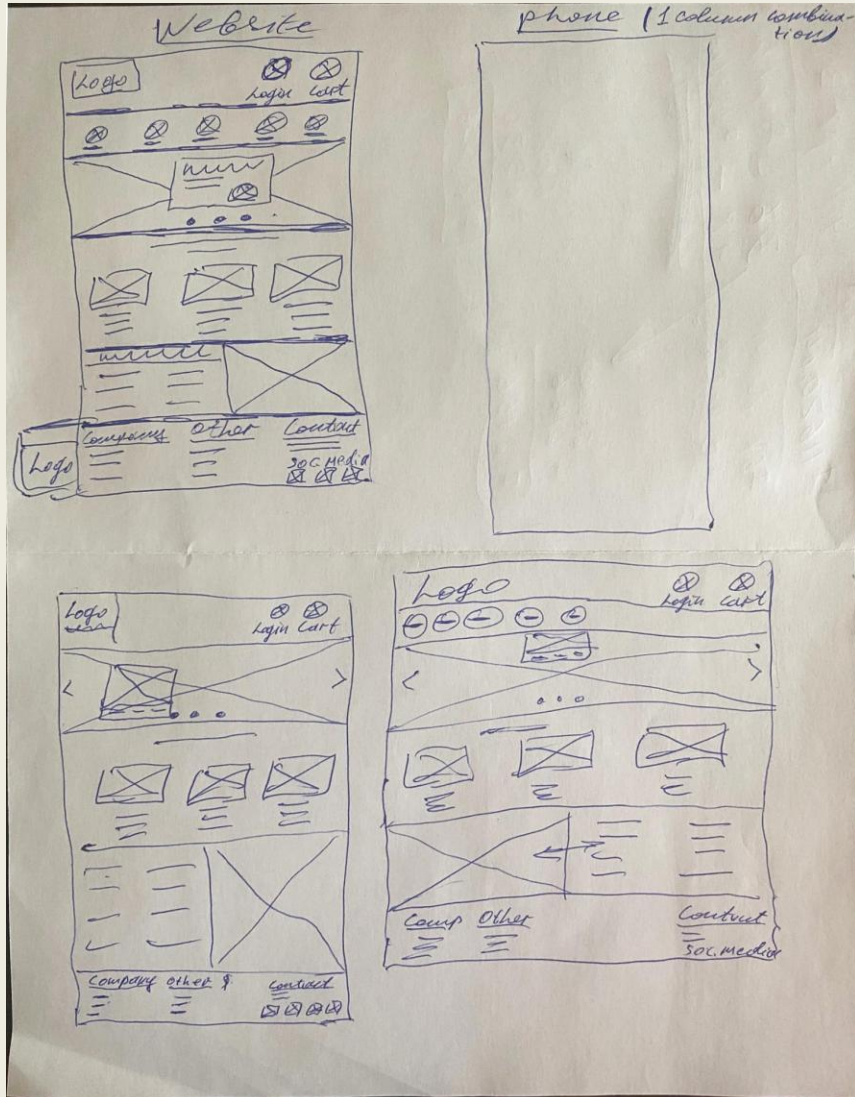 Website
phone (1 column combina-
tion)
Logo
Login Cart
Company Other Contact
Logo
soc. media
Logo
Login Cart
Company Other Contact
Logo
Login Cart
Comp Other Contact
soc. media